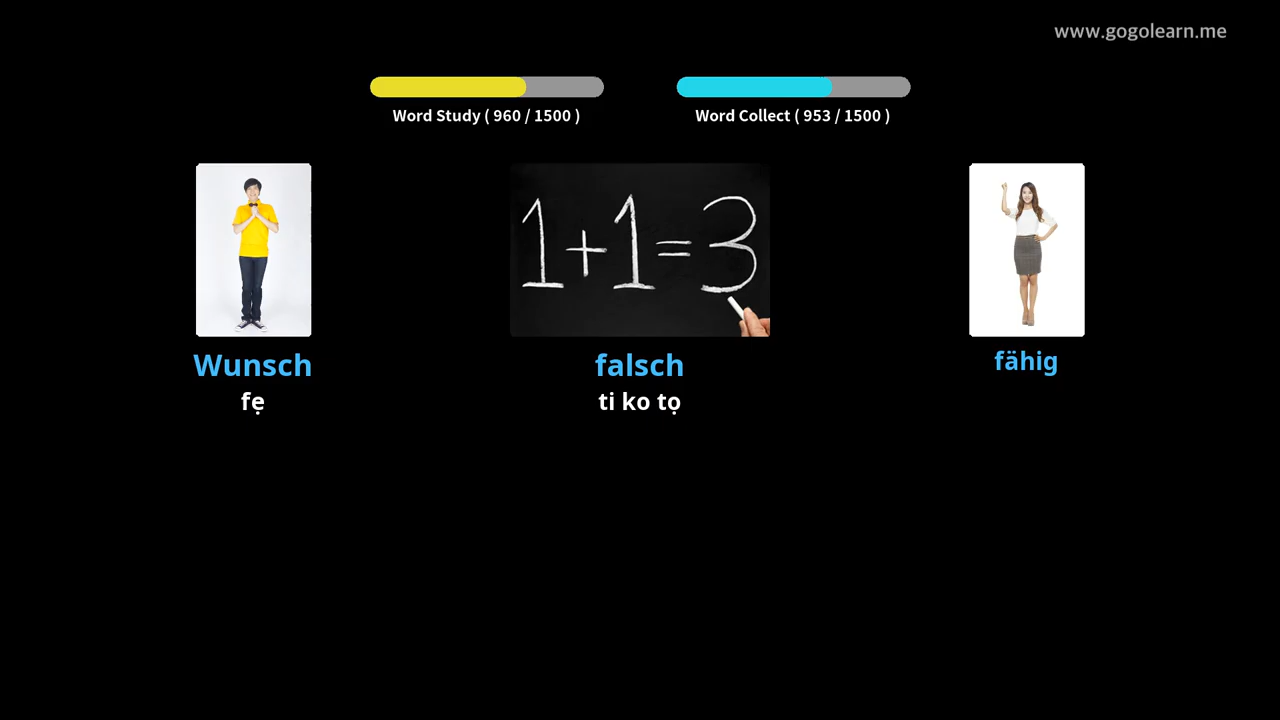 www.gogolearn.me
Word Study ( 960 / 1500 )
Word Collect ( 953 / 1500 )
1+1=3
Wunsch
fẹ
falsch
ti ko tọ
fähig